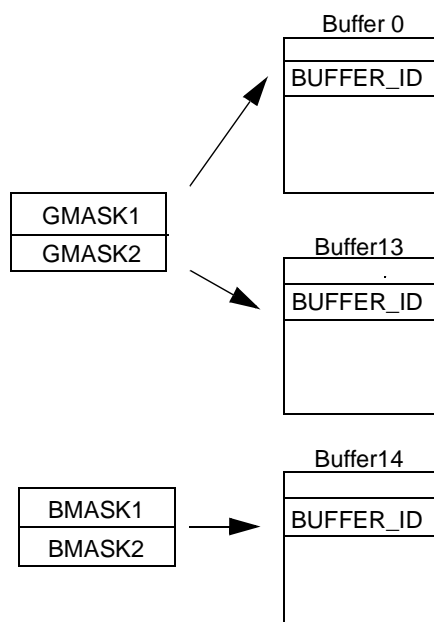 Buffer 0
BUFFER_ID
GMASK1
GMASK2
Buffer13
BUFFER_ID
Buffer14
BMASK1
BUFFER_ID
BMASK2